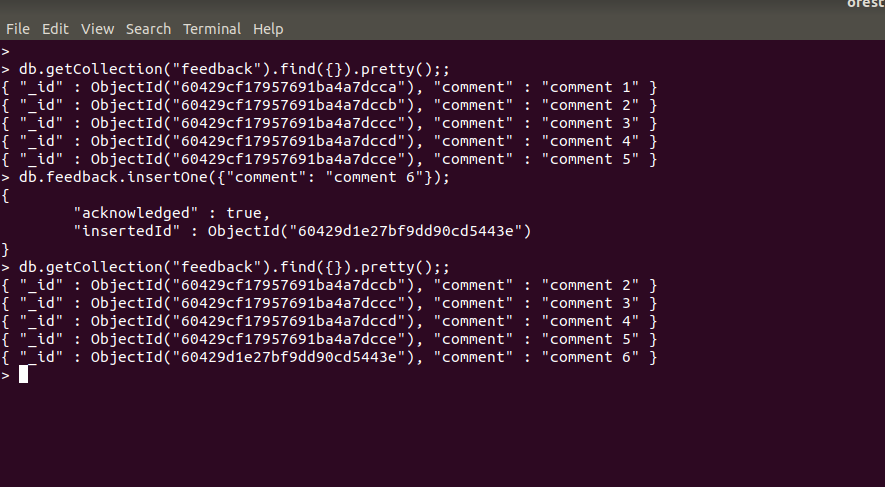 orest
File Edit View Search Terminal Help
>
> db.getCollection("feedback").find({}).pretty();;
{ "_id" : ObjectId("60429cf17957691ba4a7dcca"), "comment" : "comment 1" }
{ "_id" : ObjectId("60429cf17957691ba4a7dccb"), "comment" : "comment 2" }
{ "_id" : ObjectId("60429cf17957691ba4a7dccc"), "comment" : "comment 3" }
{ "_id" : ObjectId("60429cf17957691ba4a7dccd"), "comment" : "comment 4" }
{ "_id" : ObjectId("60429cf17957691ba4a7dcce"), "comment" : "comment 5" }
> db.feedback.insertOne({"comment": "comment 6"});
{
        "acknowledged" : true,
        "insertedId" : ObjectId("60429d1e27bf9dd90cd5443e")
}
> db.getCollection("feedback").find({}).pretty();;
{ "_id" : ObjectId("60429cf17957691ba4a7dccb"), "comment" : "comment 2" }
{ "_id" : ObjectId("60429cf17957691ba4a7dccc"), "comment" : "comment 3" }
{ "_id" : ObjectId("60429cf17957691ba4a7dccd"), "comment" : "comment 4" }
{ "_id" : ObjectId("60429cf17957691ba4a7dcce"), "comment" : "comment 5" }
{ "_id" : ObjectId("60429d1e27bf9dd90cd5443e"), "comment" : "comment 6" }
>